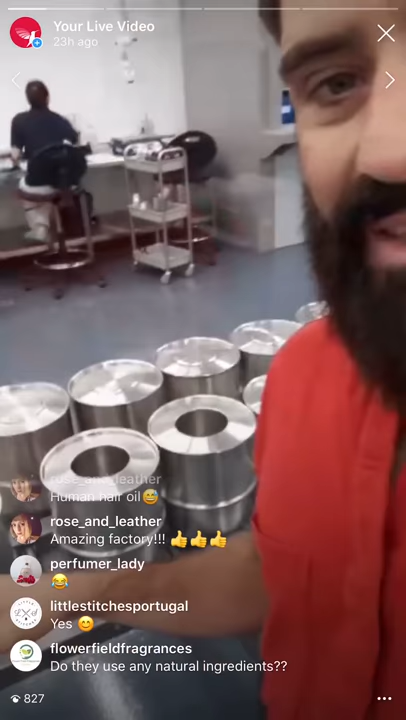 Your Live Video
23h ago
rose_and_leather
Human hair oil😅
rose_and_leather
Amazing factory!!! 👍👍👍
perfumer_lady
😂
littlestitchesportugal
Yes 😊
flowerfieldfragrances
Do they use any natural ingredients??
827